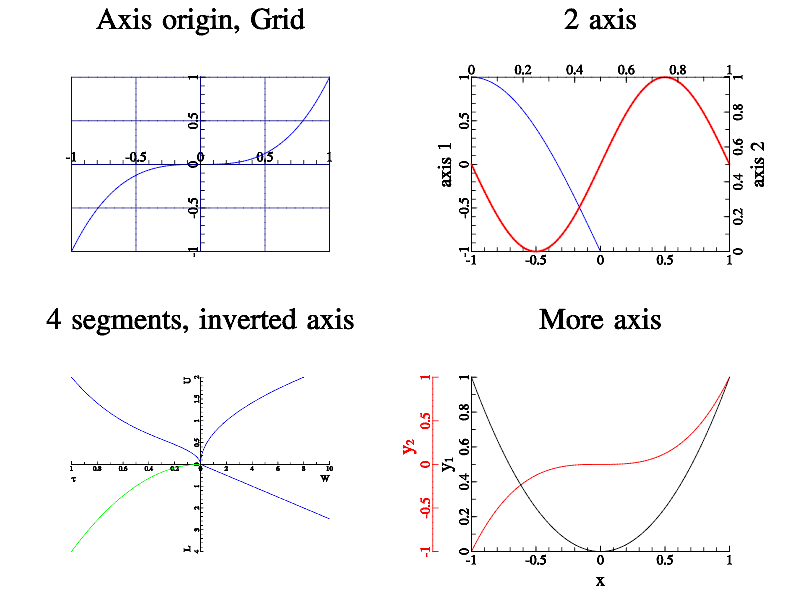 Axis origin, Grid
1
0.5
-1 -0.5 0 0.5 1
0
-0.5
-1
2 axis
0 0.2 0.4 0.6 0.8 1
1 0.5 0 -0.5 -1
axis 1
1 0.8 0.6 0.4 0.2 0
axis 2
-1 -0.5 0 0.5 1
4 segments, inverted axis
U
2 1.5 1 0.5 0
1 0.8 0.6 0.4 0.2 0 2 4 6 8 10
τ W
1 2 3 4
L
More axis
1 0.5 0 -0.5 -1
y2
1 0.8 0.6 0.4 0.2 0
y1
-1 -0.5 0 0.5 1
x